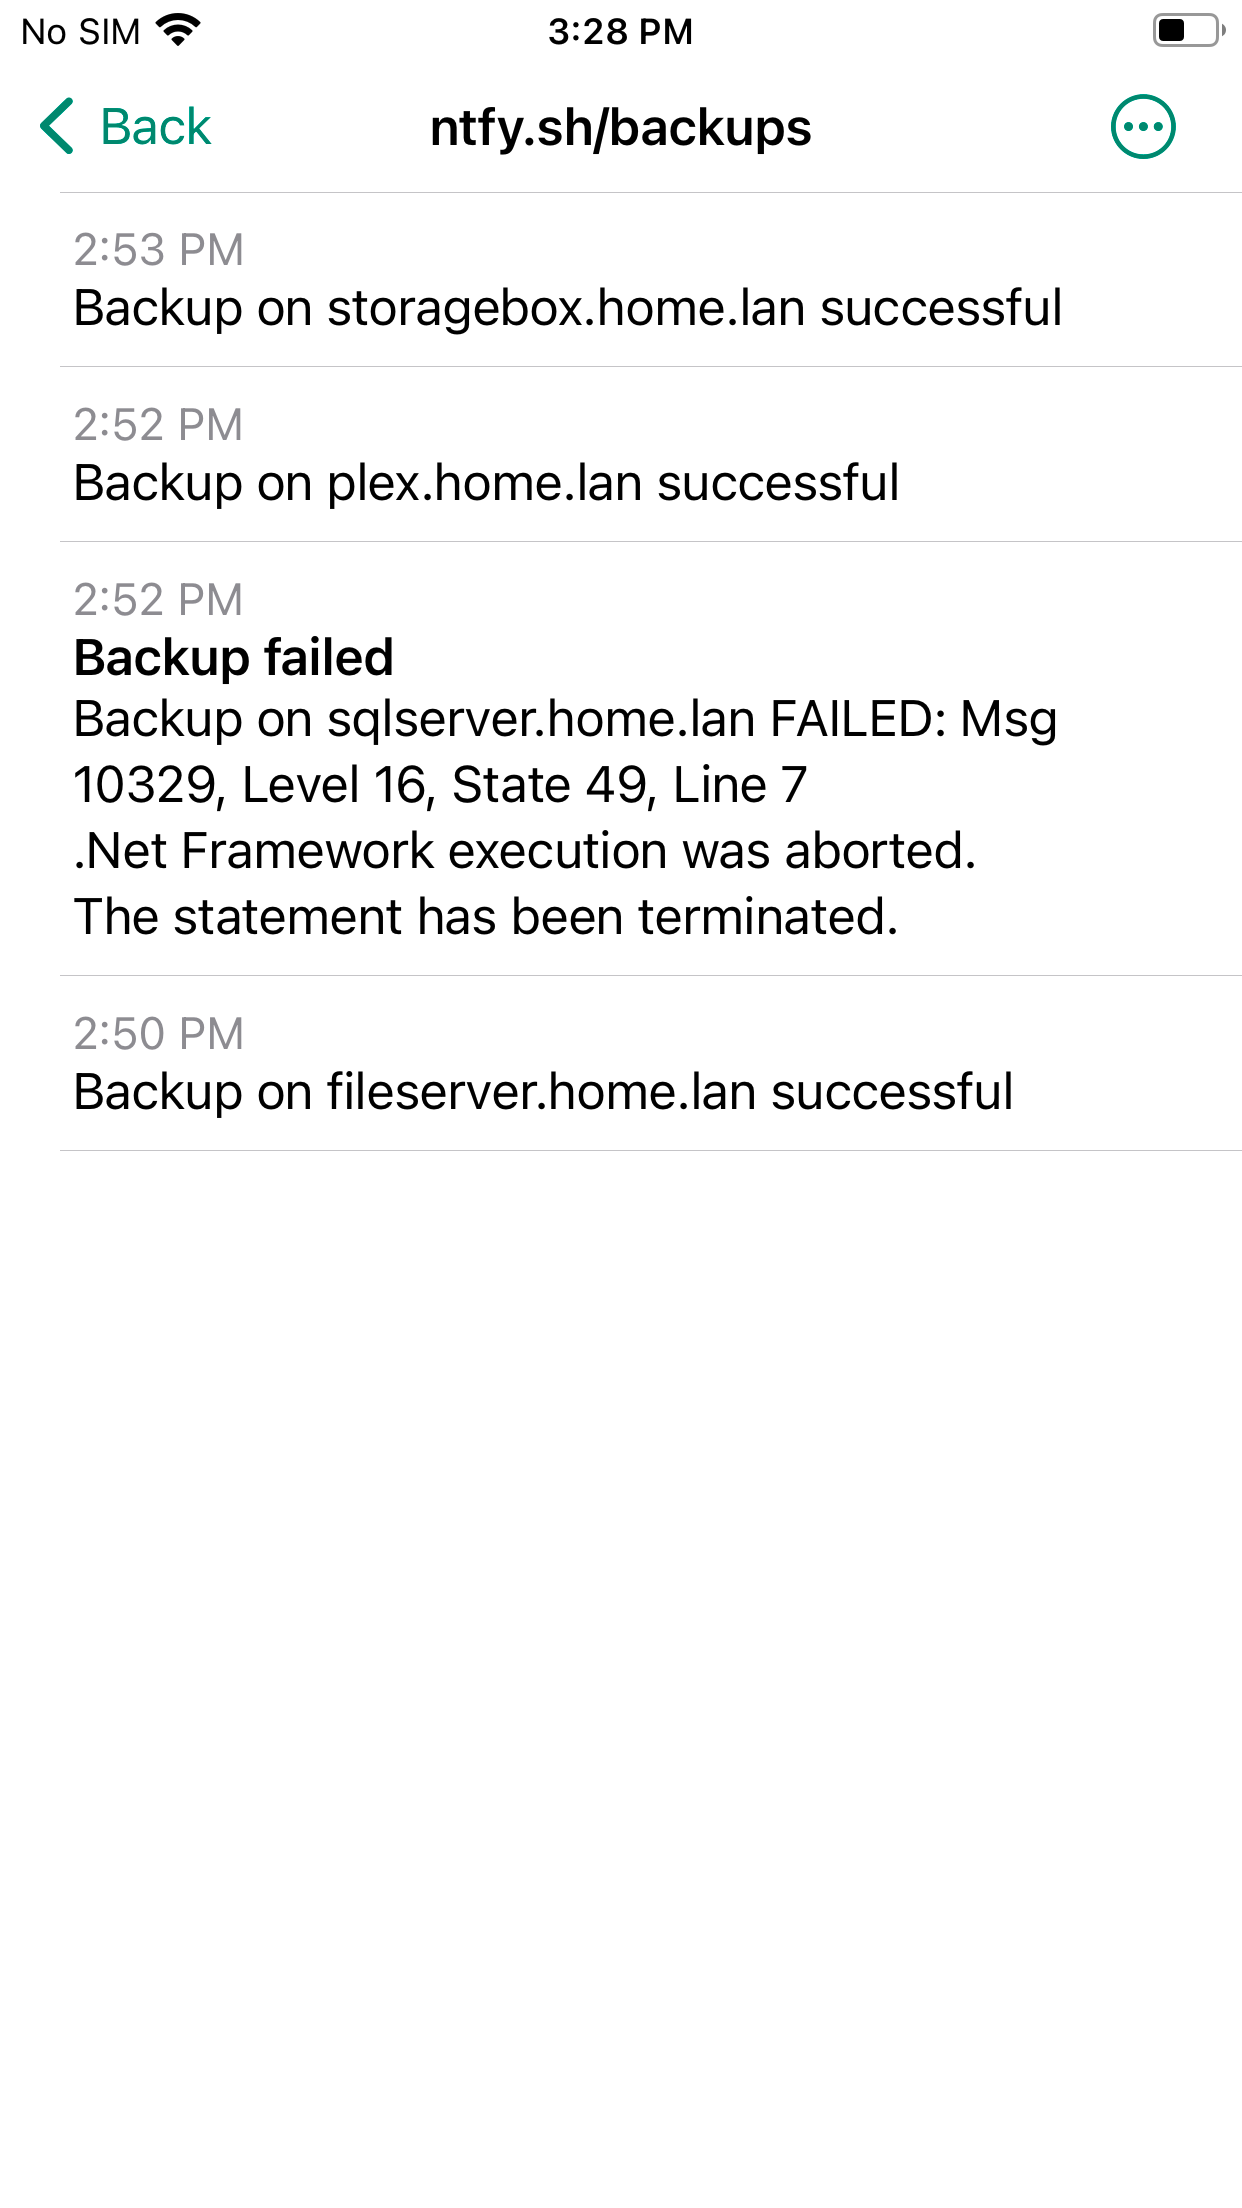 No SIM 3:28 PM
Back ntfy.sh/backups
2:53 PM
Backup on storagebox.home.lan successful
2:52 PM
Backup on plex.home.lan successful
2:52 PM
Backup failed
Backup on sqlserver.home.lan FAILED: Msg
10329, Level 16, State 49, Line 7
.Net Framework execution was aborted.
The statement has been terminated.
2:50 PM
Backup on fileserver.home.lan successful